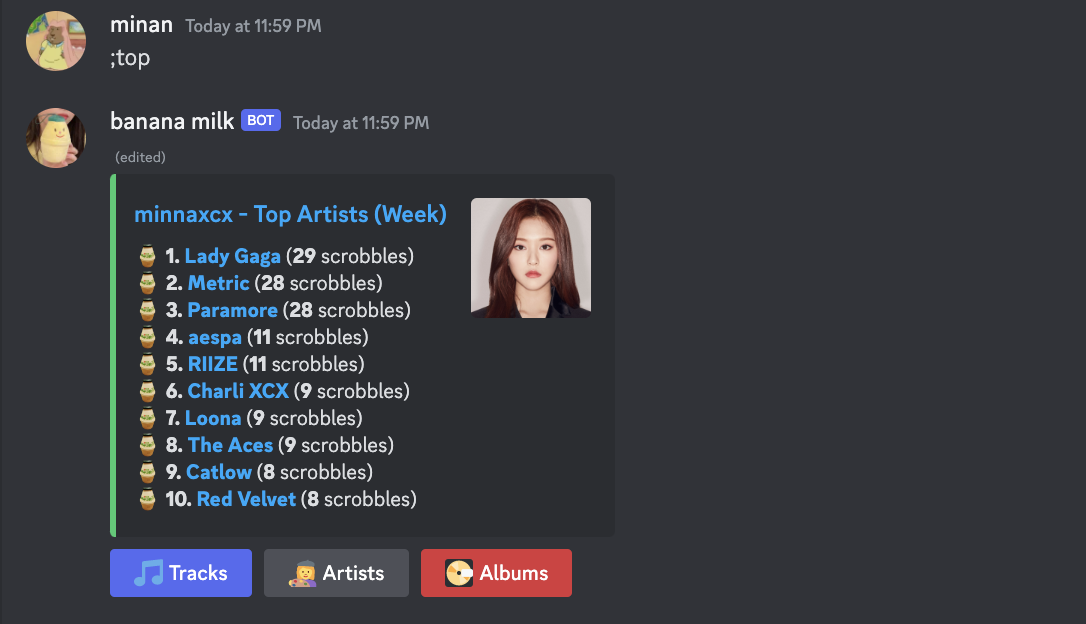 minan Today at 11:59 PM
;top
banana milk BOT Today at 11:59 PM
(edited)
minnaxcx - Top Artists (Week)
1. Lady Gaga (29 scrobbles)
2. Metric (28 scrobbles)
3. Paramore (28 scrobbles)
4. aespa (11 scrobbles)
5. RIIZE (11 scrobbles)
6. Charli XCX (9 scrobbles)
7. Loona (9 scrobbles)
8. The Aces (9 scrobbles)
9. Catlow (8 scrobbles)
10. Red Velvet (8 scrobbles)
Tracks Artists Albums